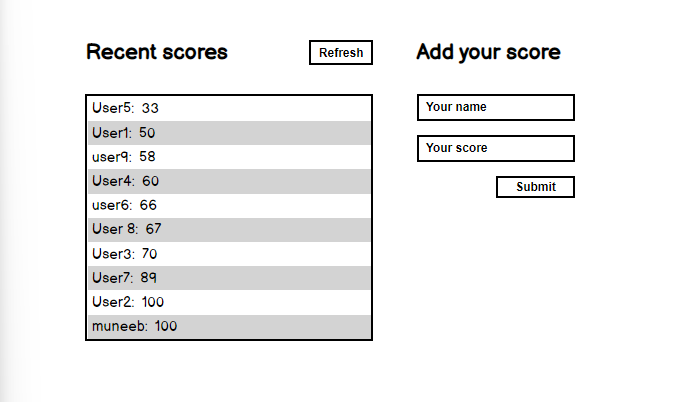 Recent scores
Refresh
User5: 33
User1: 50
user9: 58
User4: 60
user6: 66
User 8: 67
User3: 70
User7: 89
User2: 100
muneeb: 100
Add your score
Your name
Your score
Submit